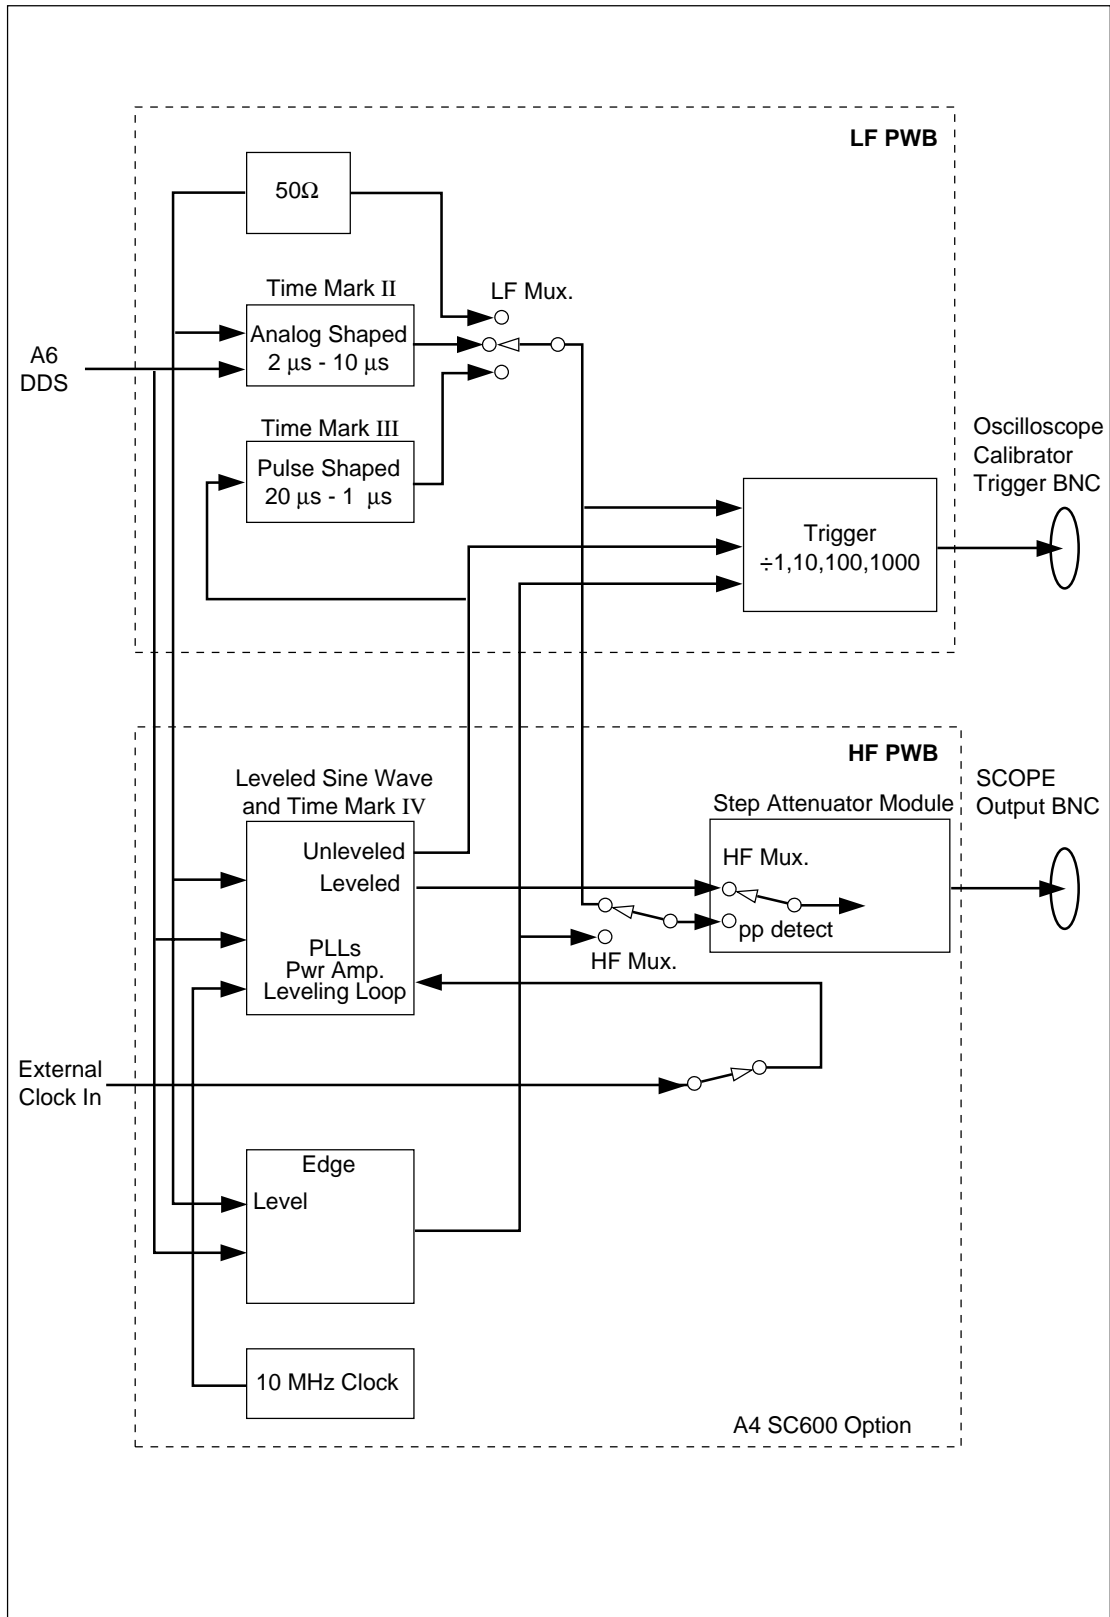 LF PWB
50Ω
Time Mark II
LF Mux.
Analog Shaped
2 µs - 10 µs
A6
DDS
Time Mark III
Pulse Shaped
20 µs - 1  µs
Oscilloscope
Calibrator
Trigger BNC
Trigger
÷1,10,100,1000
HF PWB
Leveled Sine Wave
and Time Mark IV
Step Attenuator Module
SCOPE
Output BNC
Unleveled
Leveled
HF Mux.
pp detect
PLLs
Pwr Amp.
Leveling Loop
HF Mux.
External
Clock In
Edge
Level
10 MHz Clock
A4 SC600 Option